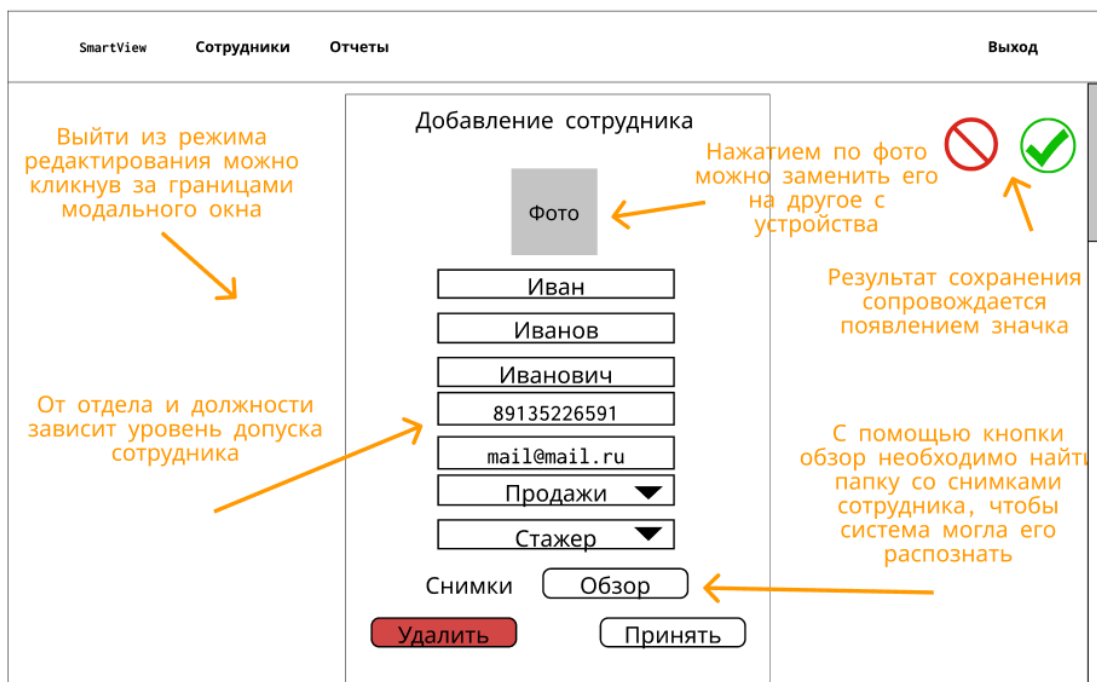 SmartView Сотрудники Отчеты Выход
Добавление сотрудника
Выйти из режима
редактирования можно
кликнув за границами
модального окна
Фото
Нажатием по фото
можно заменить его
на другое с
устройства
Результат сохранения
сопровождается
появлением значка
Иван
Иванов
Иванович
89135226591
mail@mail.ru
Продажи
Стажер
От отдела и должности
зависит уровень допуска
сотрудника
С помощью кнопки
обзор необходимо найти
папку со снимками
сотрудника, чтобы
система могла его
распознать
Снимки Обзор
Удалить Принять